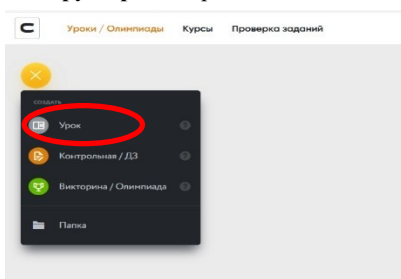 C Уроки / Олимпиады Курсы Проверка заданий
СОЗДАТЬ
Урок ?
Контрольная / ДЗ ?
Викторина / Олимпиада ?
Папка